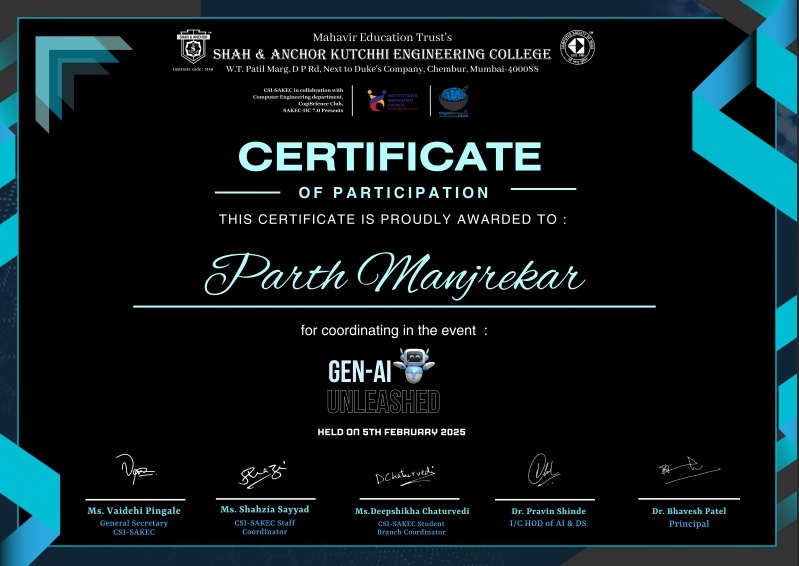 Mahavir Education Trust's
SHAH & ANCHOR KUTCHHI ENGINEERING COLLEGE
W.T. Patil Marg, D P Rd, Next to Duke's Company, Chembur, Mumbai-400088
SHAH & ANCHOR
Institute code : 3146
CSI-SAKEC in collaboration with
Computer Engineering department,
CogiScience Club,
SAKEC-IIC 7.0 Presents
INSTITUTION'S
INNOVATION
COUNCIL
CERTIFICATE
OF PARTICIPATION
THIS CERTIFICATE IS PROUDLY AWARDED TO :
Parth Manjrekar
for coordinating in the event :
GEN-AI
UNLEASHED
HELD ON 5TH FEBRUARY 2025
DChaturvedi
Ms. Vaidehi Pingale
General Secretary
CSI-SAKEC
Ms. Shahzia Sayyad
CSI-SAKEC Staff
Coordinator
Ms.Deepshikha Chaturvedi
CSI-SAKEC Student
Branch Coordinator
Dr. Pravin Shinde
I/C HOD of AI & DS
Dr. Bhavesh Patel
Principal